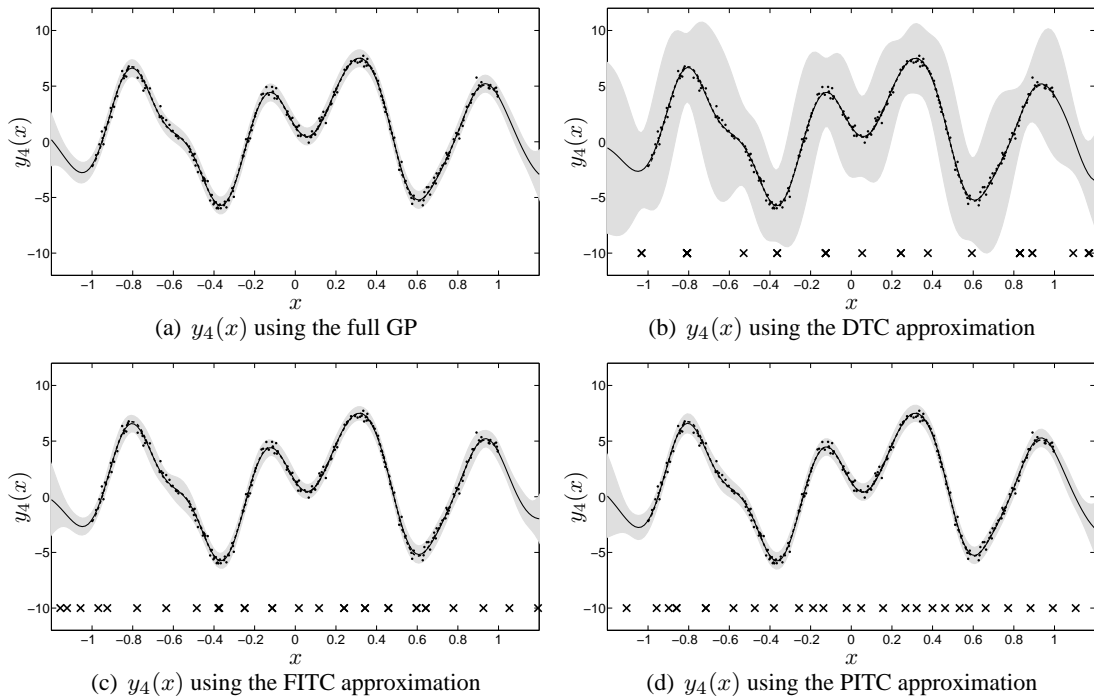 10
5
0
−5
−10
y₄(x)
−1 −0.8 −0.6 −0.4 −0.2 0 0.2 0.4 0.6 0.8 1
x
(a) y₄(x) using the full GP
10
5
0
−5
−10
y₄(x)
−1 −0.8 −0.6 −0.4 −0.2 0 0.2 0.4 0.6 0.8 1
x
(b) y₄(x) using the DTC approximation
10
5
0
−5
−10
y₄(x)
−1 −0.8 −0.6 −0.4 −0.2 0 0.2 0.4 0.6 0.8 1
x
(c) y₄(x) using the FITC approximation
10
5
0
−5
−10
y₄(x)
−1 −0.8 −0.6 −0.4 −0.2 0 0.2 0.4 0.6 0.8 1
x
(d) y₄(x) using the PITC approximation